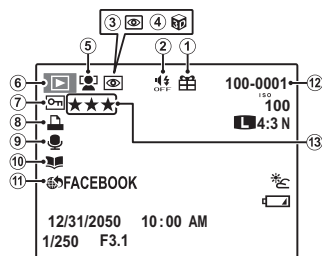 ③ ④
⑤ ② ①
OFF
⑥ 100-0001 ⑫
ISO
⑦ ★★★ 100
⑧ L 4:3 N
⑨ ⑬
⑩
⑪ FACEBOOK
12/31/2050 10:00 AM
1/250 F3.1